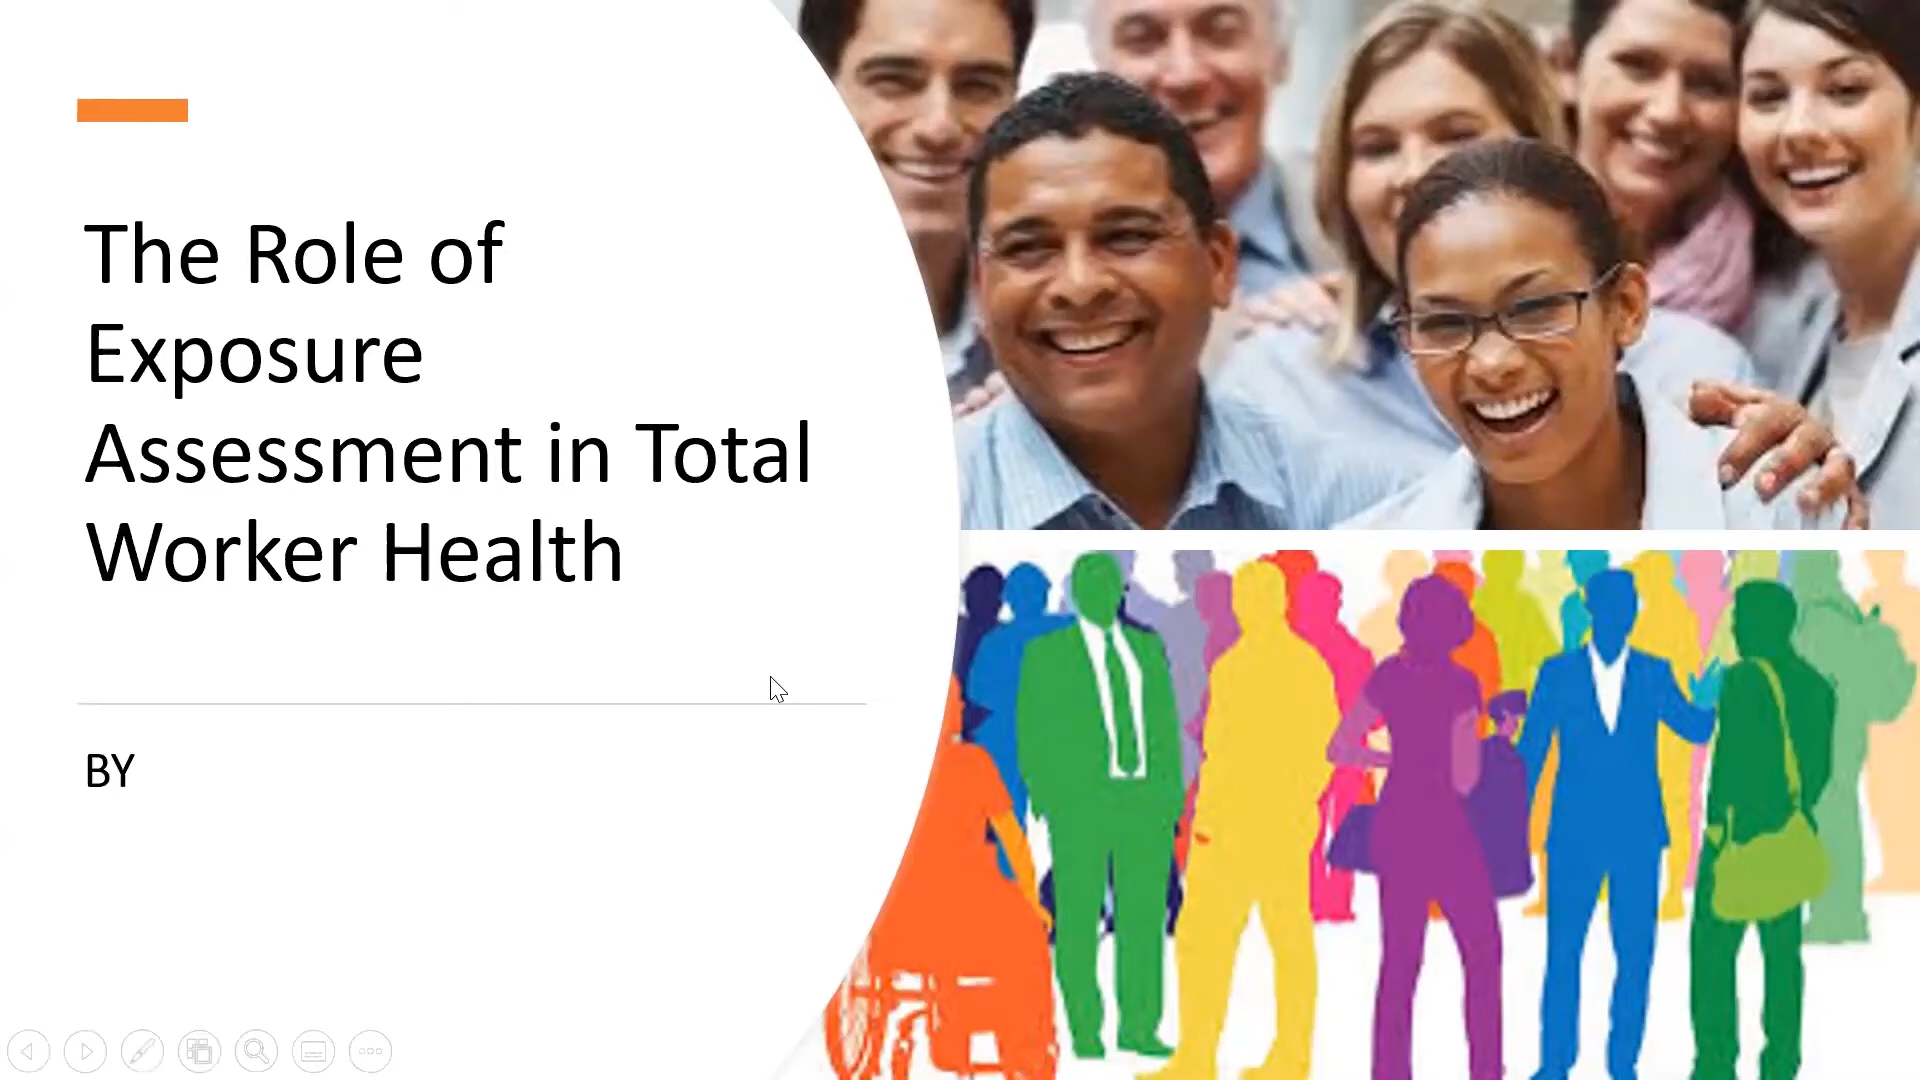 The Role of
Exposure
Assessment in Total
Worker Health
BY